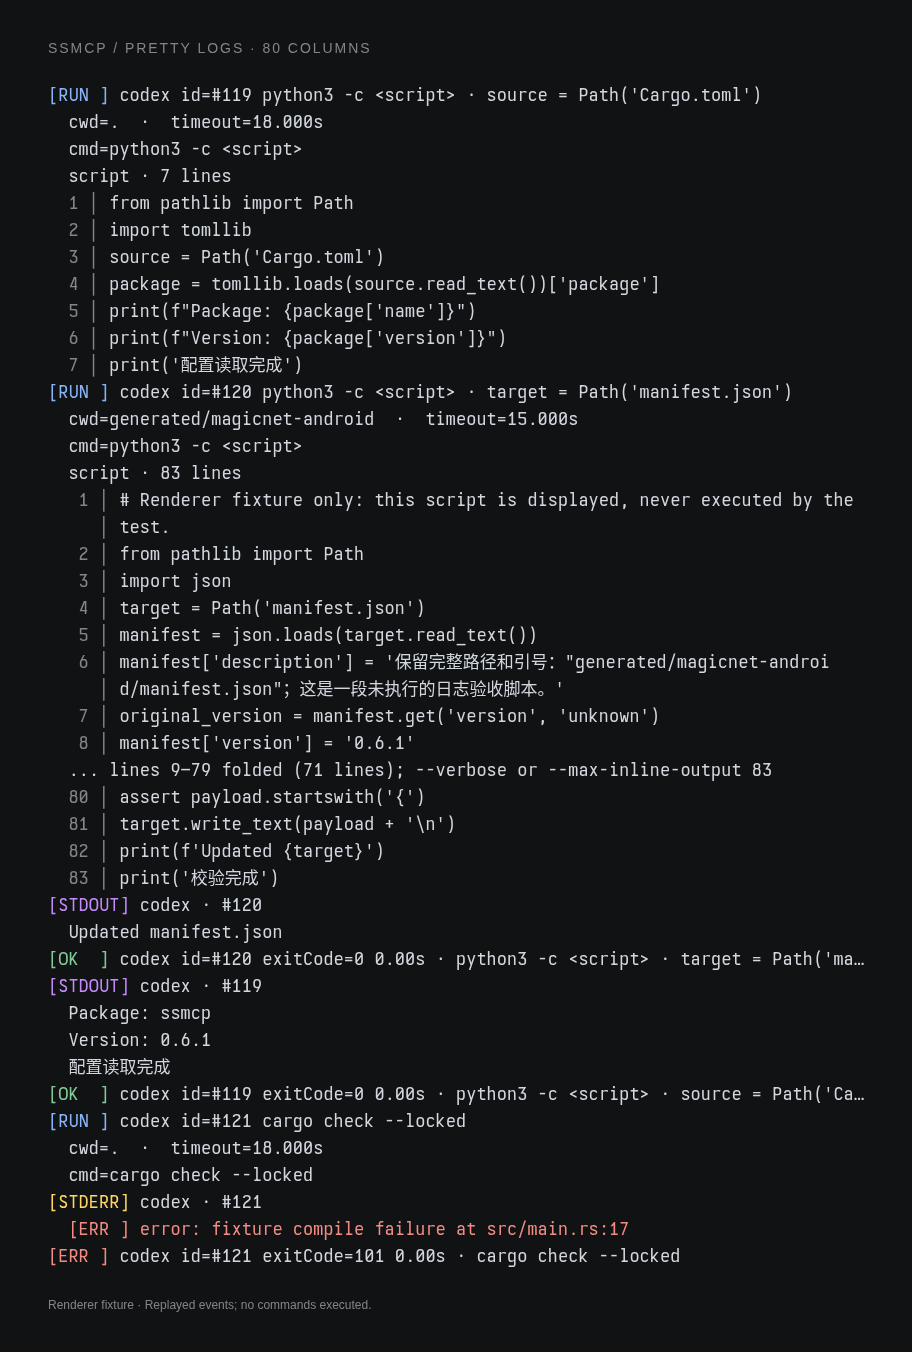 SSMCP / PRETTY LOGS · 80 COLUMNS
[RUN ] codex id=#119 python3 -c <script> · source = Path('Cargo.toml')
cwd=.  ·  timeout=18.000s
cmd=python3 -c <script>
script · 7 lines
1 │ from pathlib import Path
2 │ import tomllib
3 │ source = Path('Cargo.toml')
4 │ package = tomllib.loads(source.read_text())['package']
5 │ print(f"Package: {package['name']}")
6 │ print(f"Version: {package['version']}")
7 │ print('配置读取完成')
[RUN ] codex id=#120 python3 -c <script> · target = Path('manifest.json')
cwd=generated/magicnet-android  ·  timeout=15.000s
cmd=python3 -c <script>
script · 83 lines
1 │ # Renderer fixture only: this script is displayed, never executed by the
│ test.
2 │ from pathlib import Path
3 │ import json
4 │ target = Path('manifest.json')
5 │ manifest = json.loads(target.read_text())
6 │ manifest['description'] = '保留完整路径和引号："generated/magicnet-androi
│ d/manifest.json"；这是一段未执行的日志验收脚本。'
7 │ original_version = manifest.get('version', 'unknown')
8 │ manifest['version'] = '0.6.1'
... lines 9–79 folded (71 lines); --verbose or --max-inline-output 83
80 │ assert payload.startswith('{')
81 │ target.write_text(payload + '\n')
82 │ print(f'Updated {target}')
83 │ print('校验完成')
[STDOUT] codex · #120
Updated manifest.json
[OK  ] codex id=#120 exitCode=0 0.00s · python3 -c <script> · target = Path('ma…
[STDOUT] codex · #119
Package: ssmcp
Version: 0.6.1
配置读取完成
[OK  ] codex id=#119 exitCode=0 0.00s · python3 -c <script> · source = Path('Ca…
[RUN ] codex id=#121 cargo check --locked
cwd=.  ·  timeout=18.000s
cmd=cargo check --locked
[STDERR] codex · #121
[ERR ] error: fixture compile failure at src/main.rs:17
[ERR ] codex id=#121 exitCode=101 0.00s · cargo check --locked
Renderer fixture · Replayed events; no commands executed.